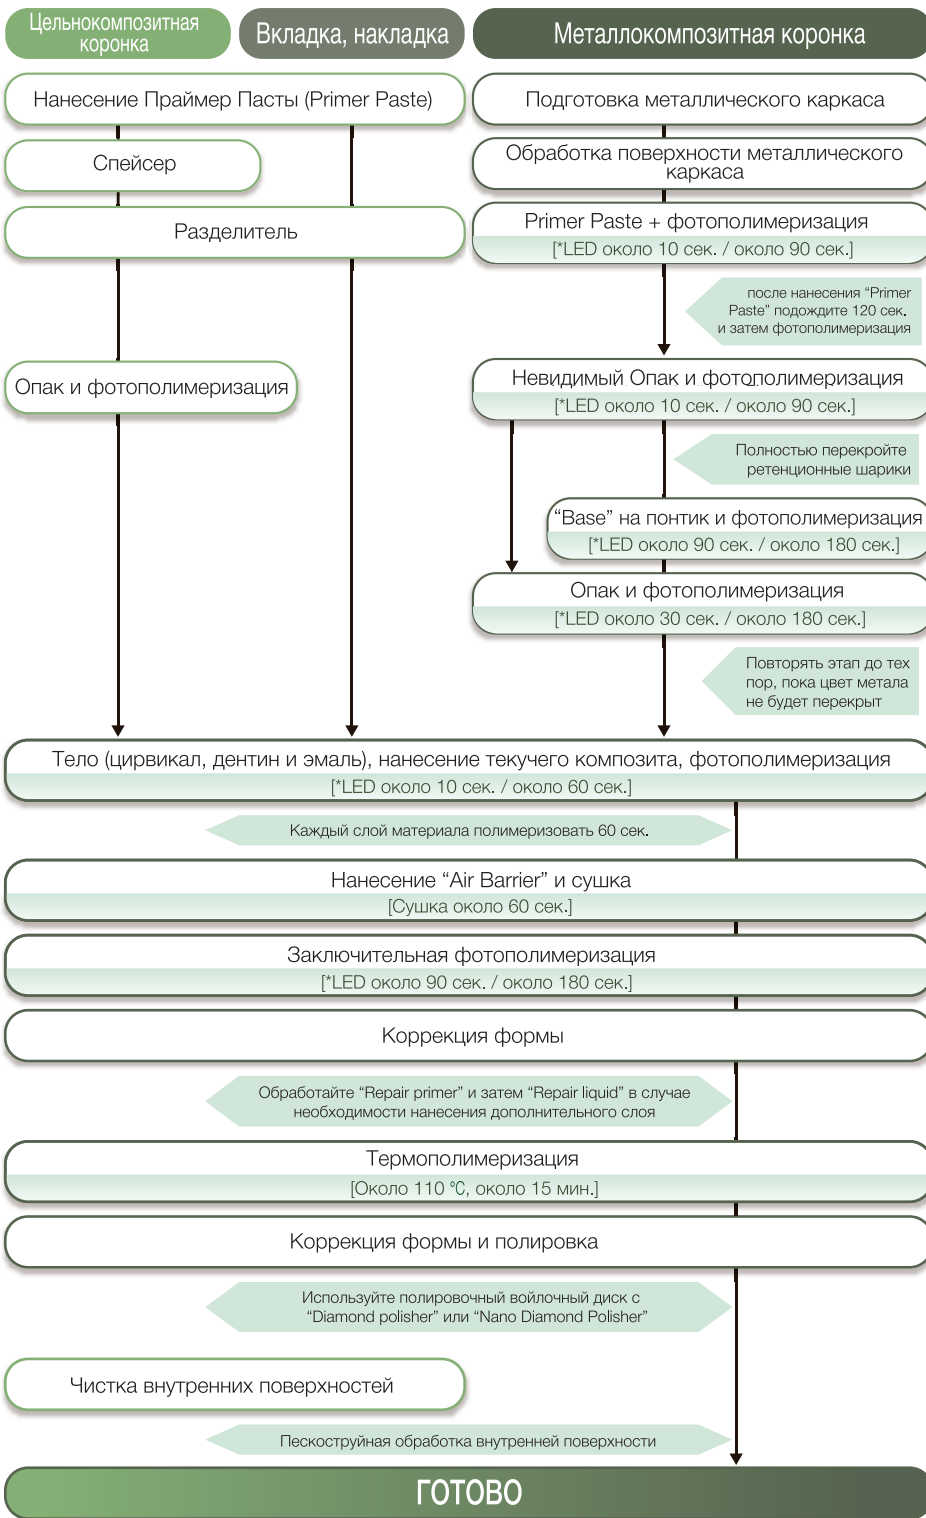 Цельнокомпозитная
коронка
Вкладка, накладка
Металлокомпозитная коронка
Нанесение Праймер Пасты (Primer Paste)
Спейсер
Разделитель
Опак и фотополимеризация
Подготовка металлического каркаса
Обработка поверхности металлического
каркаса
Primer Paste + фотополимеризация
[*LED около 10 сек. / около 90 сек.]
после нанесения “Primer
Paste” подождите 120 сек.
и затем фотополимеризация
Невидимый Опак и фотополимеризация
[*LED около 10 сек. / около 90 сек.]
Полностью перекройте
ретенционные шарики
“Base” на понтик и фотополимеризация
[*LED около 90 сек. / около 180 сек.]
Опак и фотополимеризация
[*LED около 30 сек. / около 180 сек.]
Повторять этап до тех
пор, пока цвет метала
не будет перекрыт
Тело (цирвикал, дентин и эмаль), нанесение текучего композита, фотополимеризация
[*LED около 10 сек. / около 60 сек.]
Каждый слой материала полимеризовать 60 сек.
Нанесение “Air Barrier” и сушка
[Сушка около 60 сек.]
Заключительная фотополимеризация
[*LED около 90 сек. / около 180 сек.]
Коррекция формы
Обработайте “Repair primer” и затем “Repair liquid” в случае
необходимости нанесения дополнительного слоя
Термополимеризация
[Около 110 °C, около 15 мин.]
Коррекция формы и полировка
Используйте полировочный войлочный диск с
“Diamond polisher” или “Nano Diamond Polisher”
Чистка внутренних поверхностей
Пескоструйная обработка внутренней поверхности
ГОТОВО